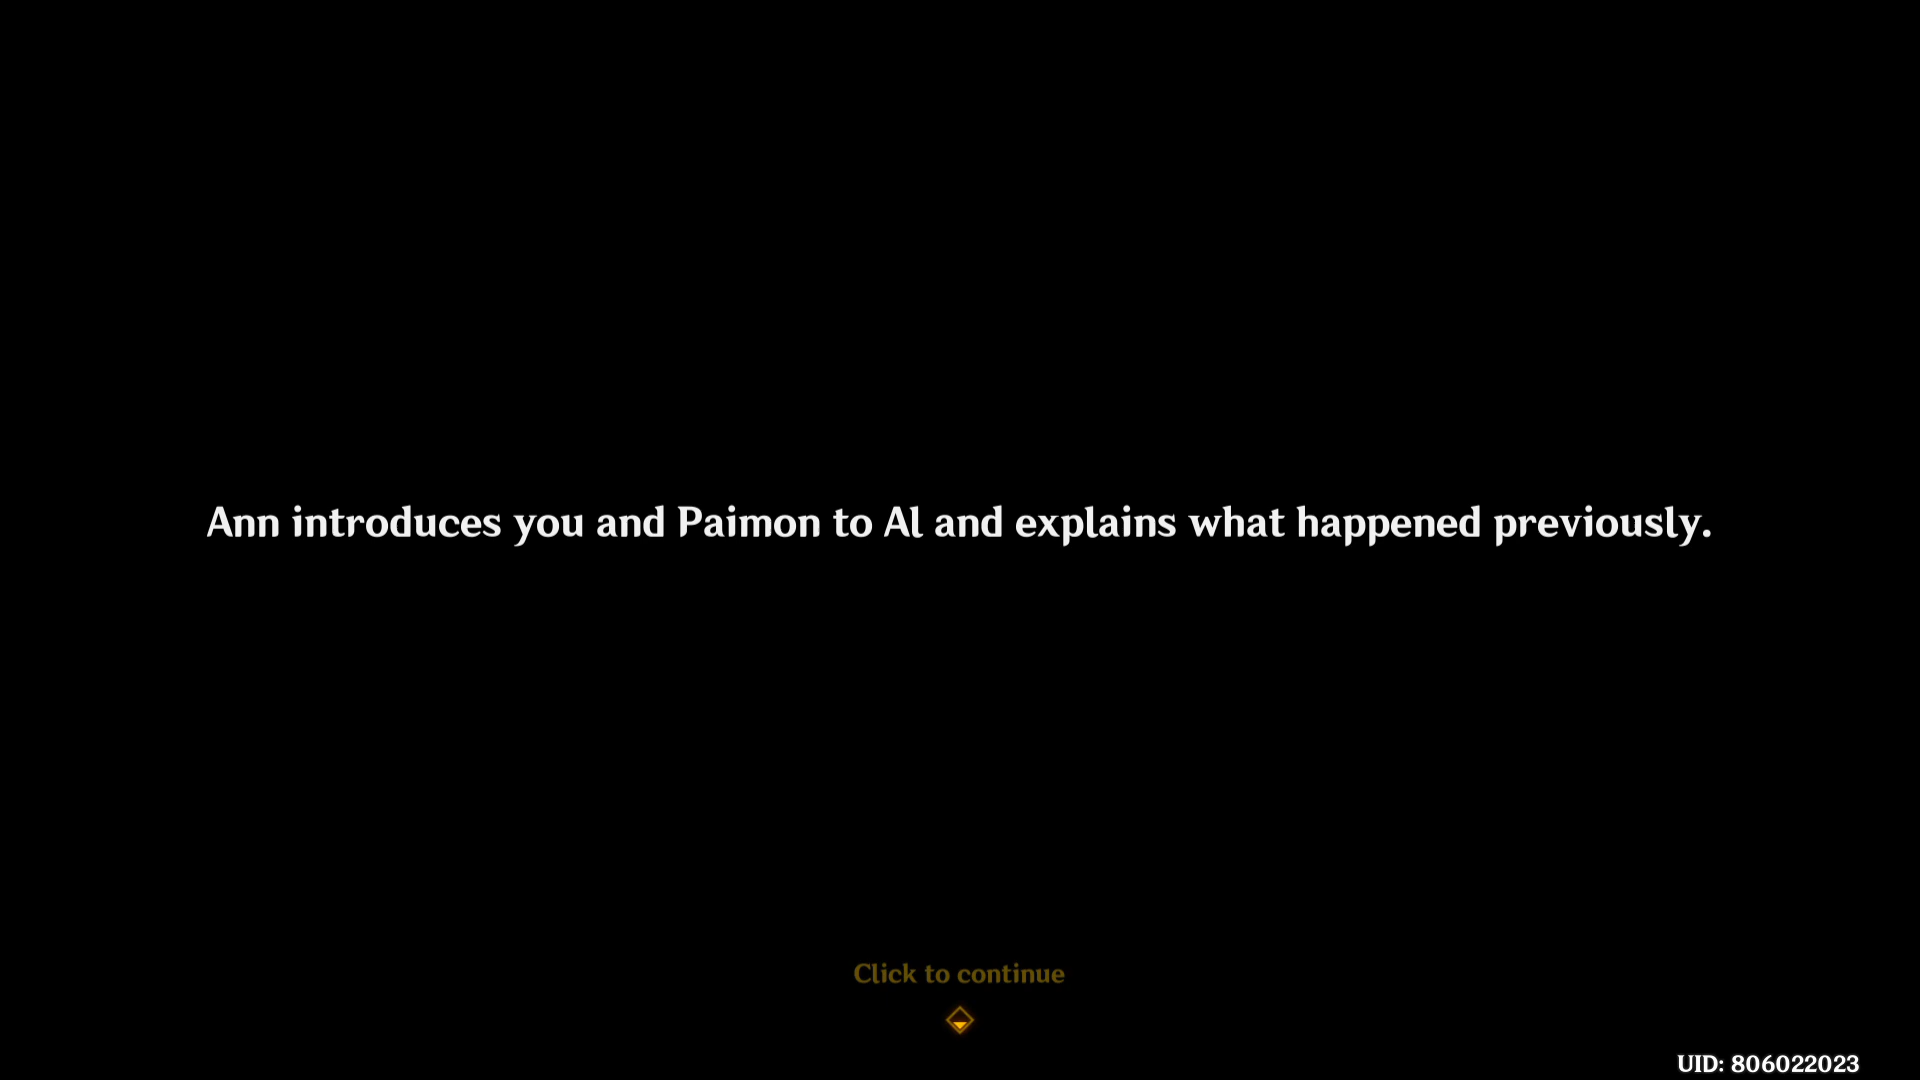 Ann introduces you and Paimon to Al and explains what happened previously.
Click to continue
UID: 806022023